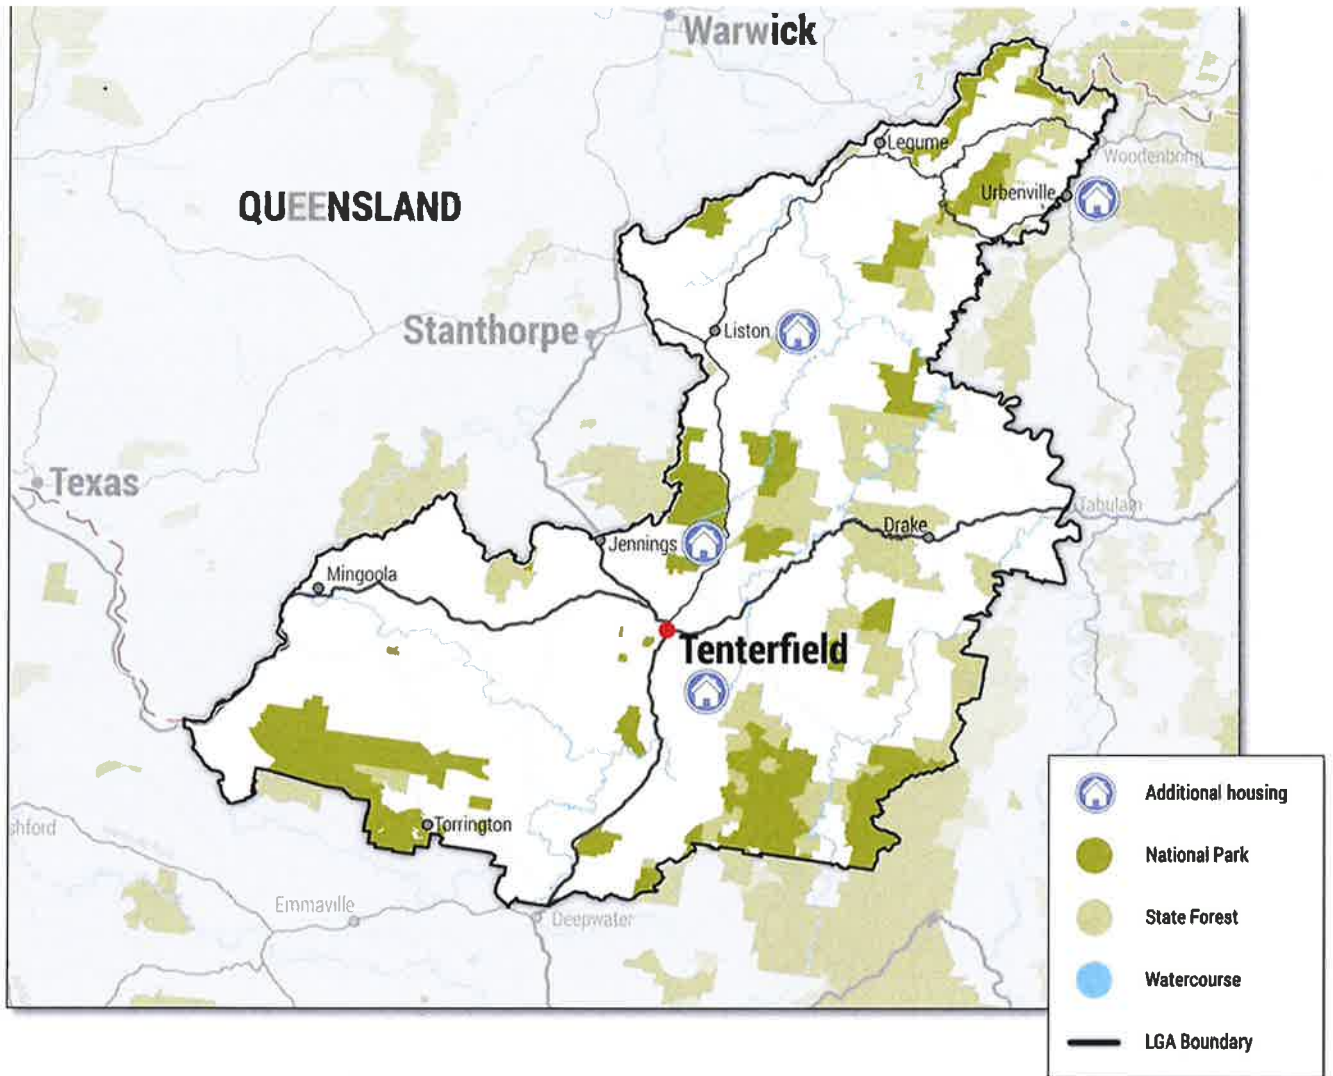 Warwick
Legume
Woodenbong
Urbenville
QUEENSLAND
Stanthorpe
Liston
Texas
Tabulam
Drake
Jennings
Mingoola
Tenterfield
Torrington
shford
Emmaville
Deepwater
Additional housing
National Park
State Forest
Watercourse
LGA Boundary